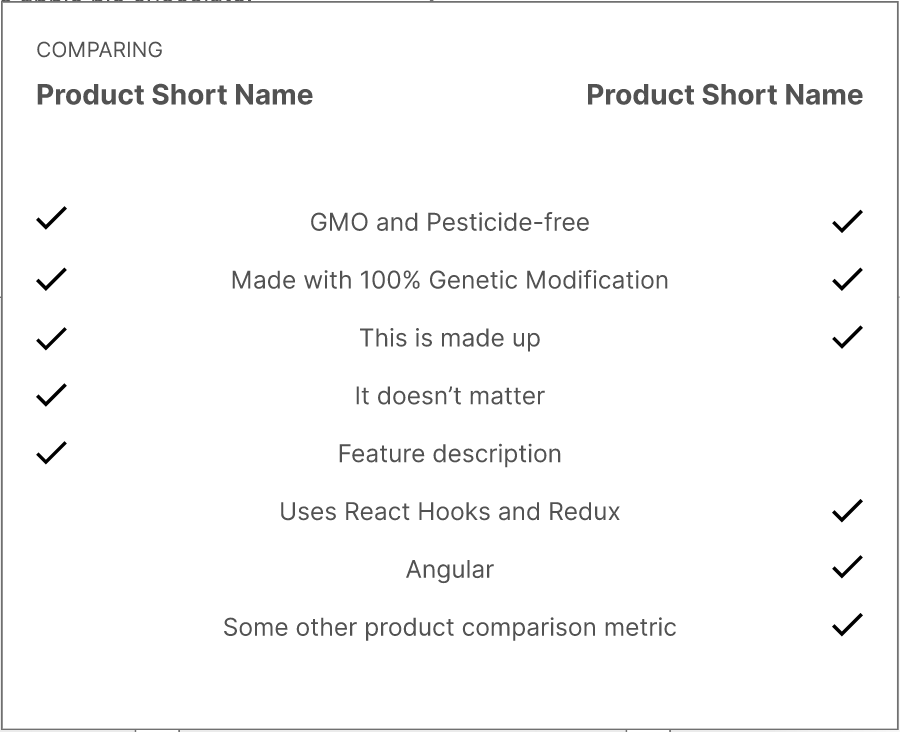 COMPARING
Product Short Name Product Short Name
GMO and Pesticide-free
Made with 100% Genetic Modification
This is made up
It doesn’t matter
Feature description
Uses React Hooks and Redux
Angular
Some other product comparison metric